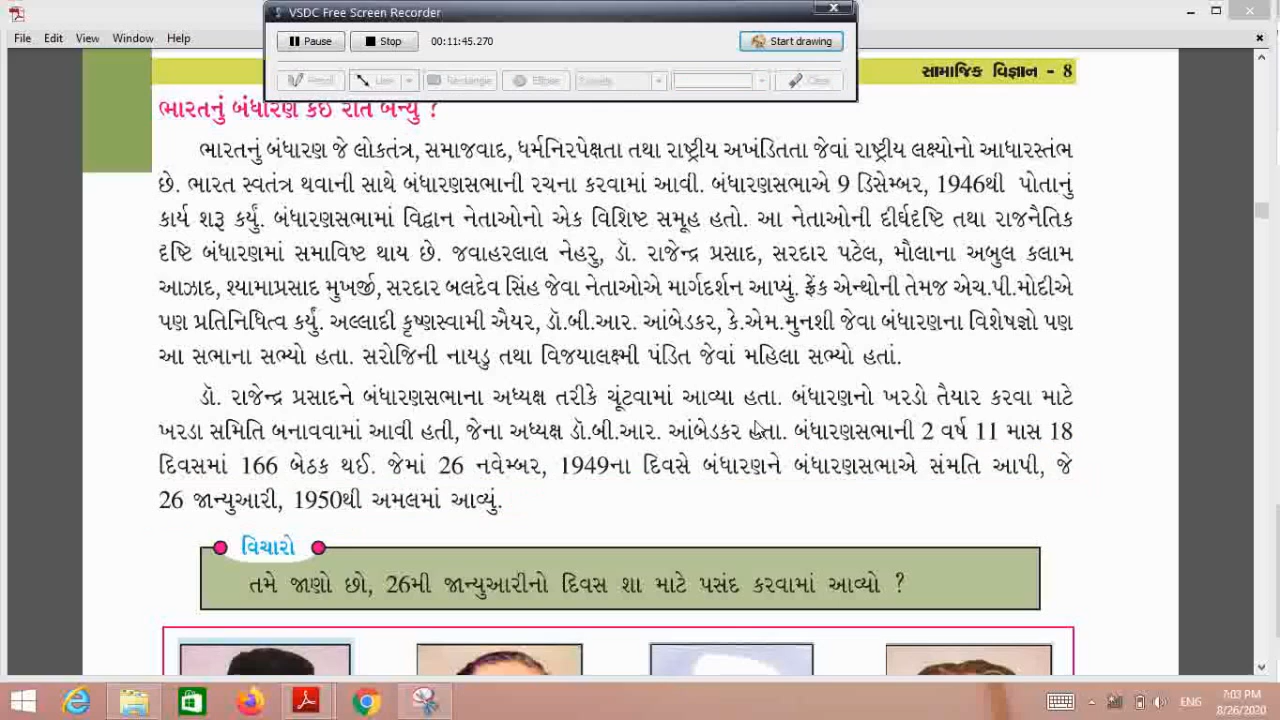 VSDC Free Screen Recorder
File Edit View Window Help
Pause Stop 00:11:45.270 Start drawing
Pencil Line Rectangle Ellipse Clear
સામાજિક વિજ્ઞાન - 8
ભારતનું બંધારણ કઈ રીતે બન્યું ?
ભારતનું બંધારણ જે લોકતંત્ર, સમાજવાદ, ધર્મનિરપેક્ષતા તથા રાષ્ટ્રીય અખંડિતતા જેવાં રાષ્ટ્રીય લક્ષ્યોનો આધારસ્તંભ
છે. ભારત સ્વતંત્ર થવાની સાથે બંધારણસભાની રચના કરવામાં આવી. બંધારણસભાએ 9 ડિસેમ્બર, 1946થી પોતાનું
કાર્ય શરૂ કર્યું. બંધારણસભામાં વિદ્વાન નેતાઓનો એક વિશિષ્ટ સમૂહ હતો. આ નેતાઓની દીર્ઘદૃષ્ટિ તથા રાજનૈતિક
દૃષ્ટિ બંધારણમાં સમાવિષ્ટ થાય છે. જવાહરલાલ નેહરુ, ડૉ. રાજેન્દ્ર પ્રસાદ, સરદાર પટેલ, મૌલાના અબુલ કલામ
આઝાદ, શ્યામાપ્રસાદ મુખર્જી, સરદાર બલદેવ સિંહ જેવા નેતાઓએ માર્ગદર્શન આપ્યું. ફ્રેંક એન્થોની તેમજ એચ.પી.મોદીએ
પણ પ્રતિનિધિત્વ કર્યું. અલ્લાદી કૃષ્ણસ્વામી ઐયર, ડૉ.બી.આર. આંબેડકર, કે.એમ.મુનશી જેવા બંધારણના વિશેષજ્ઞો પણ
આ સભાના સભ્યો હતા. સરોજિની નાયડુ તથા વિજયાલક્ષ્મી પંડિત જેવાં મહિલા સભ્યો હતાં.
ડૉ. રાજેન્દ્ર પ્રસાદને બંધારણસભાના અધ્યક્ષ તરીકે ચૂંટવામાં આવ્યા હતા. બંધારણનો ખરડો તૈયાર કરવા માટે
ખરડા સમિતિ બનાવવામાં આવી હતી, જેના અધ્યક્ષ ડૉ.બી.આર. આંબેડકર હતા. બંધારણસભાની 2 વર્ષ 11 માસ 18
દિવસમાં 166 બેઠક થઈ. જેમાં 26 નવેમ્બર, 1949ના દિવસે બંધારણને બંધારણસભાએ સંમતિ આપી, જે
26 જાન્યુઆરી, 1950થી અમલમાં આવ્યું.
વિચારો
તમે જાણો છો, 26મી જાન્યુઆરીનો દિવસ શા માટે પસંદ કરવામાં આવ્યો ?
ENG
7:03 PM
8/26/2020